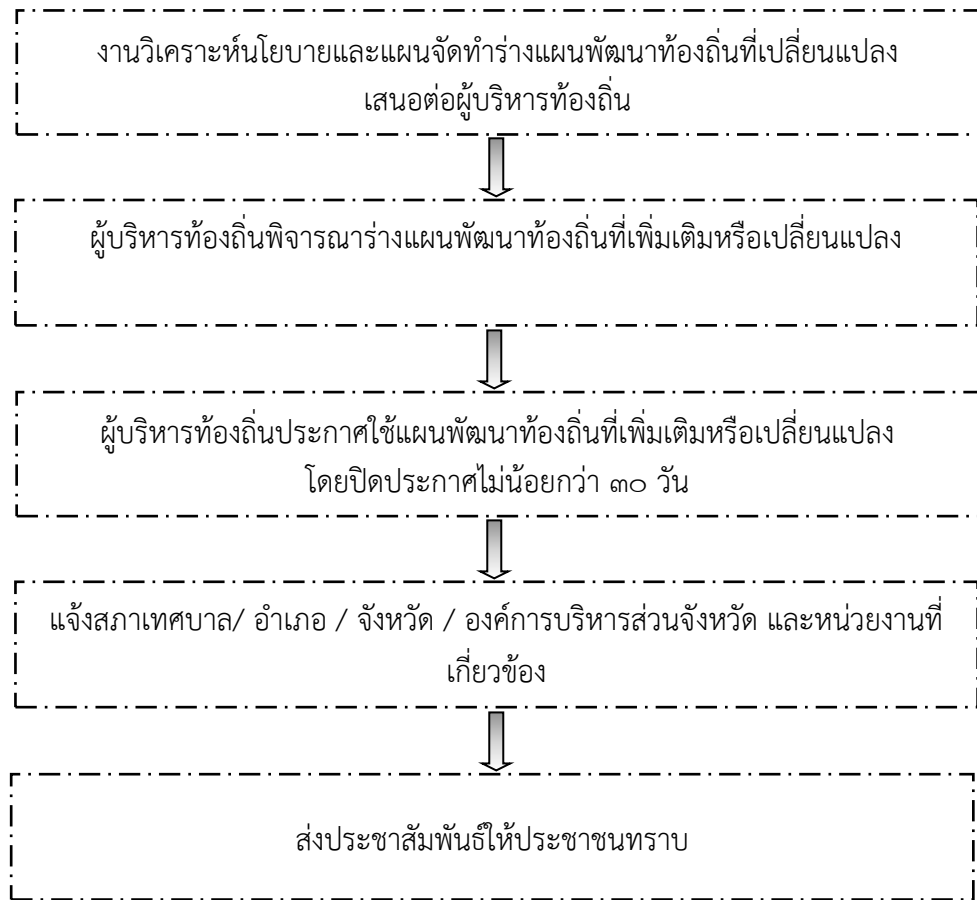 งานวิเคราะห์นโยบายและแผนจัดทำร่างแผนพัฒนาท้องถิ่นที่เปลี่ยนแปลง
เสนอต่อผู้บริหารท้องถิ่น
ผู้บริหารท้องถิ่นพิจารณาร่างแผนพัฒนาท้องถิ่นที่เพิ่มเติมหรือเปลี่ยนแปลง
ผู้บริหารท้องถิ่นประกาศใช้แผนพัฒนาท้องถิ่นที่เพิ่มเติมหรือเปลี่ยนแปลง
โดยปิดประกาศไม่น้อยกว่า ๓๐ วัน
แจ้งสภาเทศบาล/ อำเภอ / จังหวัด / องค์การบริหารส่วนจังหวัด และหน่วยงานที่
เกี่ยวข้อง
ส่งประชาสัมพันธ์ให้ประชาชนทราบ